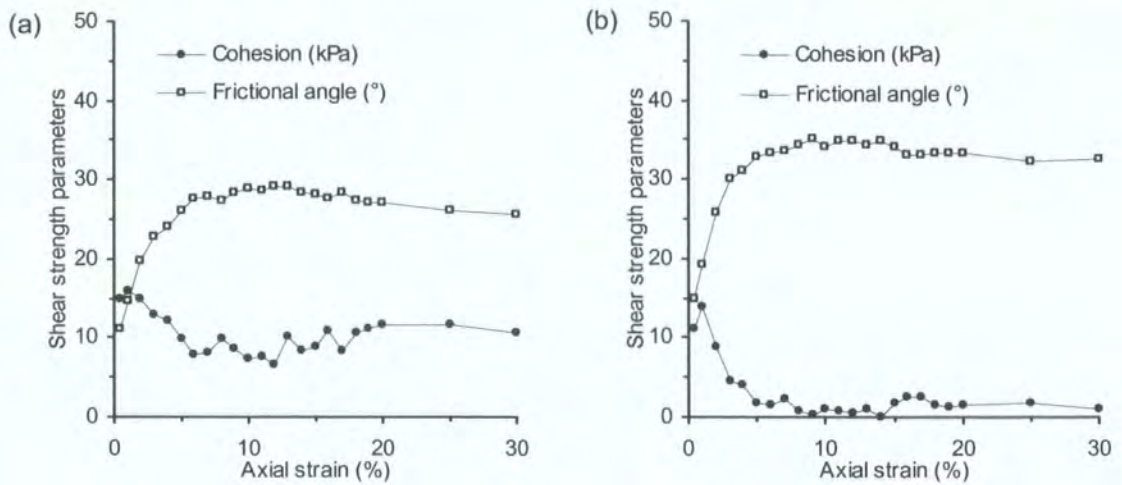 (a)
50
40
30
20
10
0
Shear strength parameters
Cohesion (kPa)
Frictional angle (°)
0 10 20 30
Axial strain (%)
(b)
50
40
30
20
10
0
Shear strength parameters
Cohesion (kPa)
Frictional angle (°)
0 10 20 30
Axial strain (%)